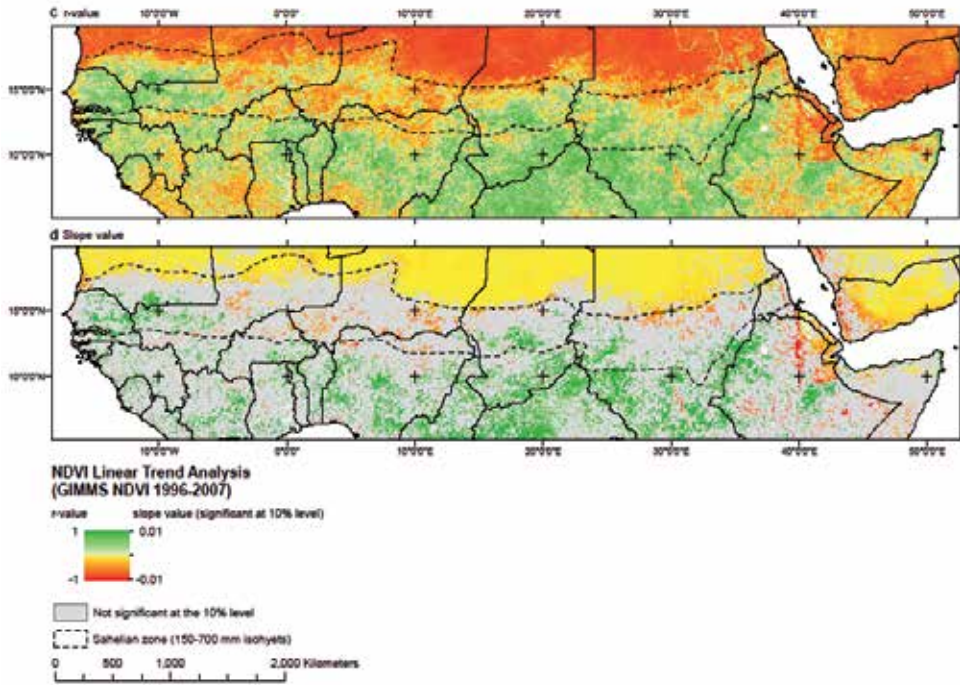 c r-value
10°0'0"W 0°0'0" 10°0'0"E 20°0'0"E 30°0'0"E 40°0'0"E 50°0'0"E
15°0'0"N
10°0'0"N
d Slope value
15°0'0"N
10°0'0"N
10°0'0"W 0°0'0" 10°0'0"E 20°0'0"E 30°0'0"E 40°0'0"E 50°0'0"E
NDVI Linear Trend Analysis
(GIMMS NDVI 1996-2007)
r-value slope value (significant at 10% level)
1 0.01
-1 -0.01
Not significant at the 10% level
Sahelian zone (150-700 mm isohyets)
0 500 1,000 2,000 Kilometers